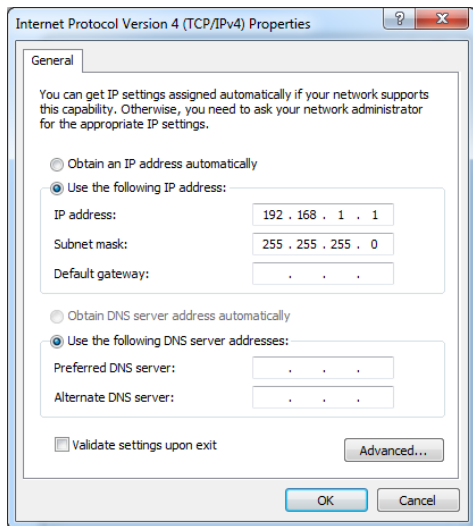 Internet Protocol Version 4 (TCP/IPv4) Properties
General
You can get IP settings assigned automatically if your network supports
this capability. Otherwise, you need to ask your network administrator
for the appropriate IP settings.
Obtain an IP address automatically
Use the following IP address:
IP address: 192 . 168 . 1 . 1
Subnet mask: 255 . 255 . 255 . 0
Default gateway: . . .
Obtain DNS server address automatically
Use the following DNS server addresses:
Preferred DNS server: . . .
Alternate DNS server: . . .
Validate settings upon exit
Advanced...
OK Cancel